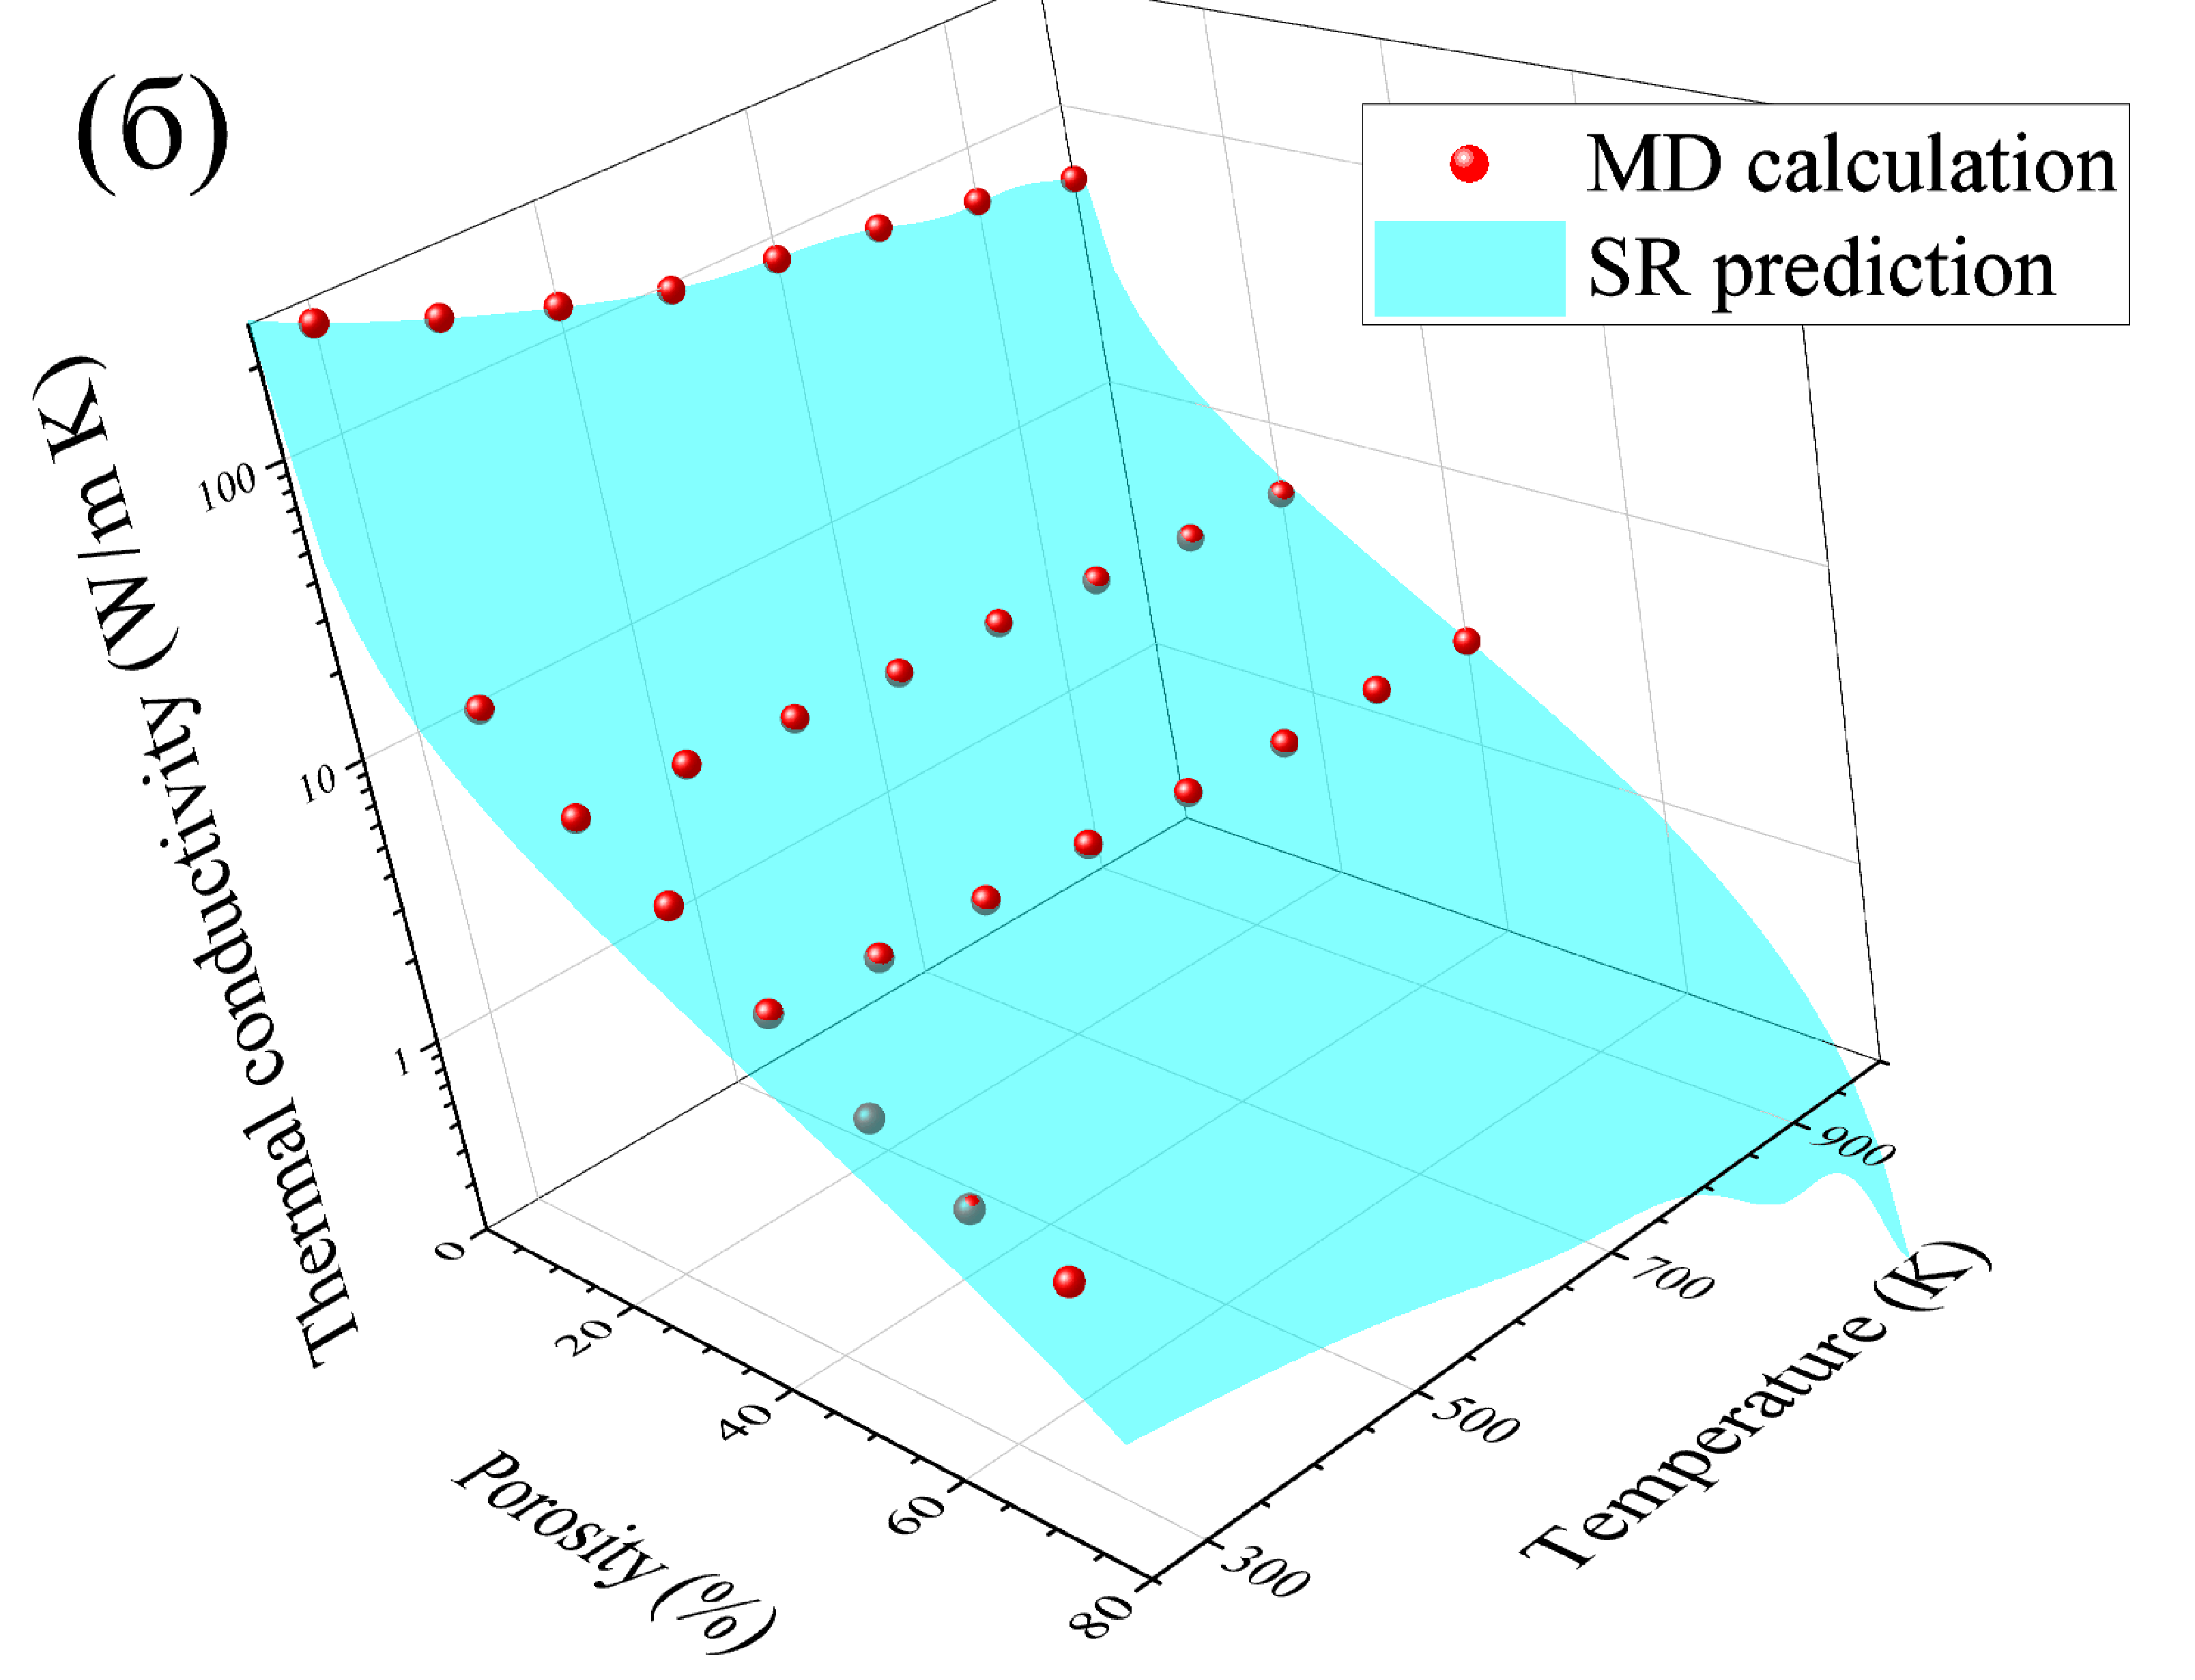 (б)
MD calculation
SR prediction
Thermal conductivity (W/m K)
100
10
1
0
20
40
60
80
Porosity (%)
300
500
700
900
Temperature (K)